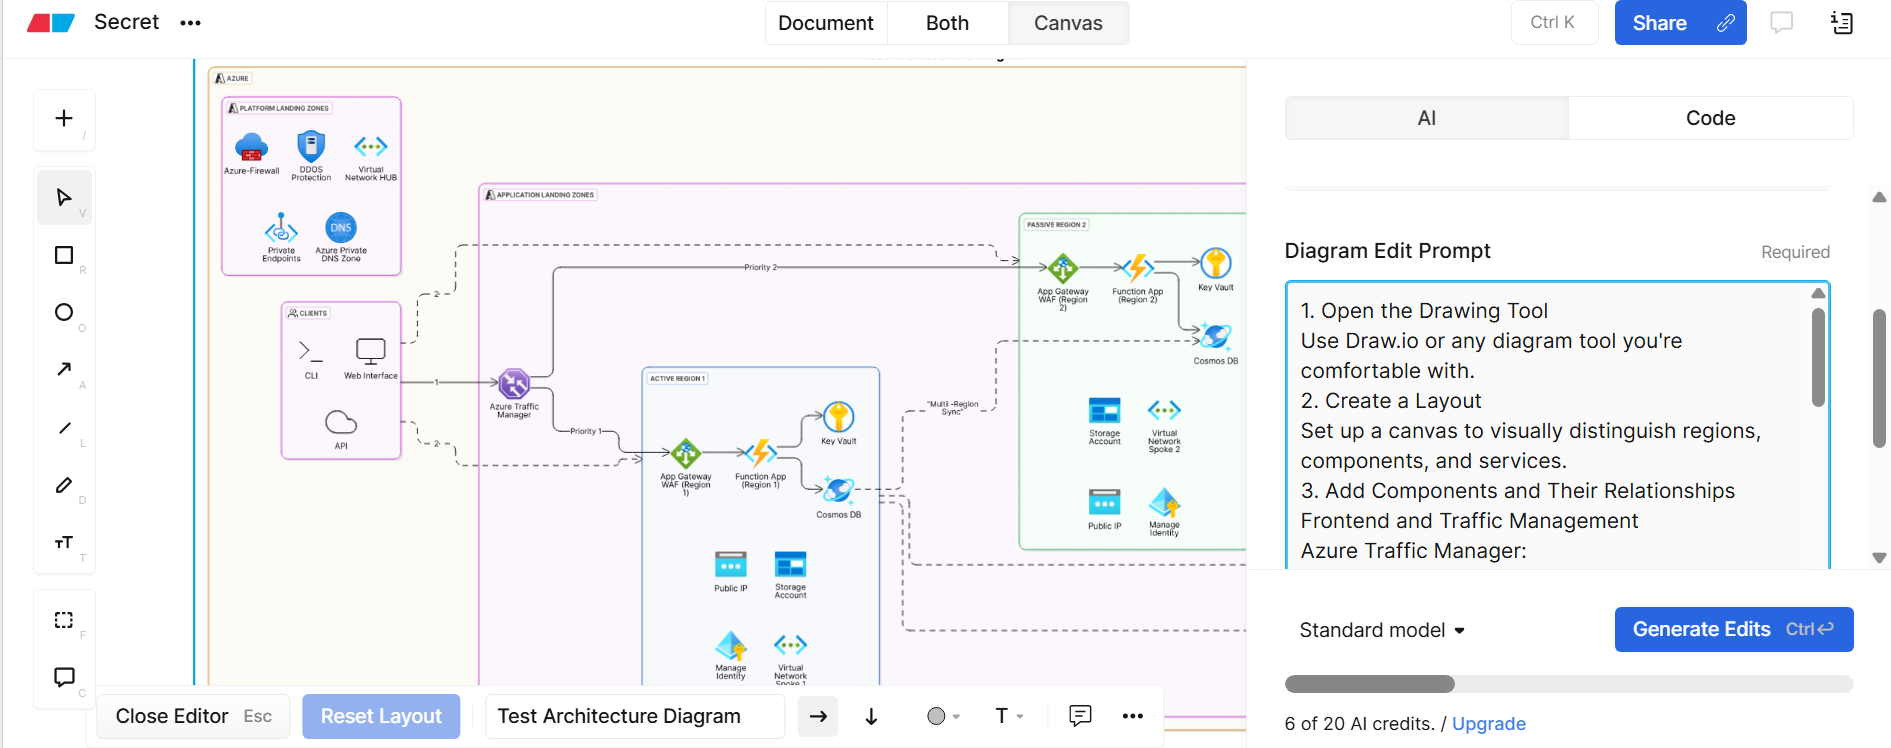 Secret
Document
Both
Canvas
Ctrl K
Share
AZURE
PLATFORM LANDING ZONES
Azure-Firewall
DDOS
Protection
Virtual
Network HUB
Private
Endpoints
DNS
Azure Private
DNS Zone
APPLICATION LANDING ZONES
CLIENTS
CLI
Web Interface
API
2
1
2
Azure Traffic
Manager
Priority 2
Priority 1
ACTIVE REGION 1
App Gateway
WAF (Region
1)
Function App
(Region 1)
Key Vault
Cosmos DB
Public IP
Storage
Account
Manage
Identity
Virtual
Network
Spoke 1
"Multi -Region
Sync"
PASSIVE REGION 2
App Gateway
WAF (Region
2)
Function App
(Region 2)
Key Vault
Cosmos DB
Storage
Account
Virtual
Network
Spoke 2
Public IP
Manage
Identity
/
V
R
O
A
L
D
T
T
F
C
Close Editor Esc
Reset Layout
Test Architecture Diagram
T
AI
Code
Diagram Edit Prompt
Required
1. Open the Drawing Tool
Use Draw.io or any diagram tool you're
comfortable with.
2. Create a Layout
Set up a canvas to visually distinguish regions,
components, and services.
3. Add Components and Their Relationships
Frontend and Traffic Management
Azure Traffic Manager:
Standard model
Generate Edits Ctrl↵
6 of 20 AI credits. / Upgrade